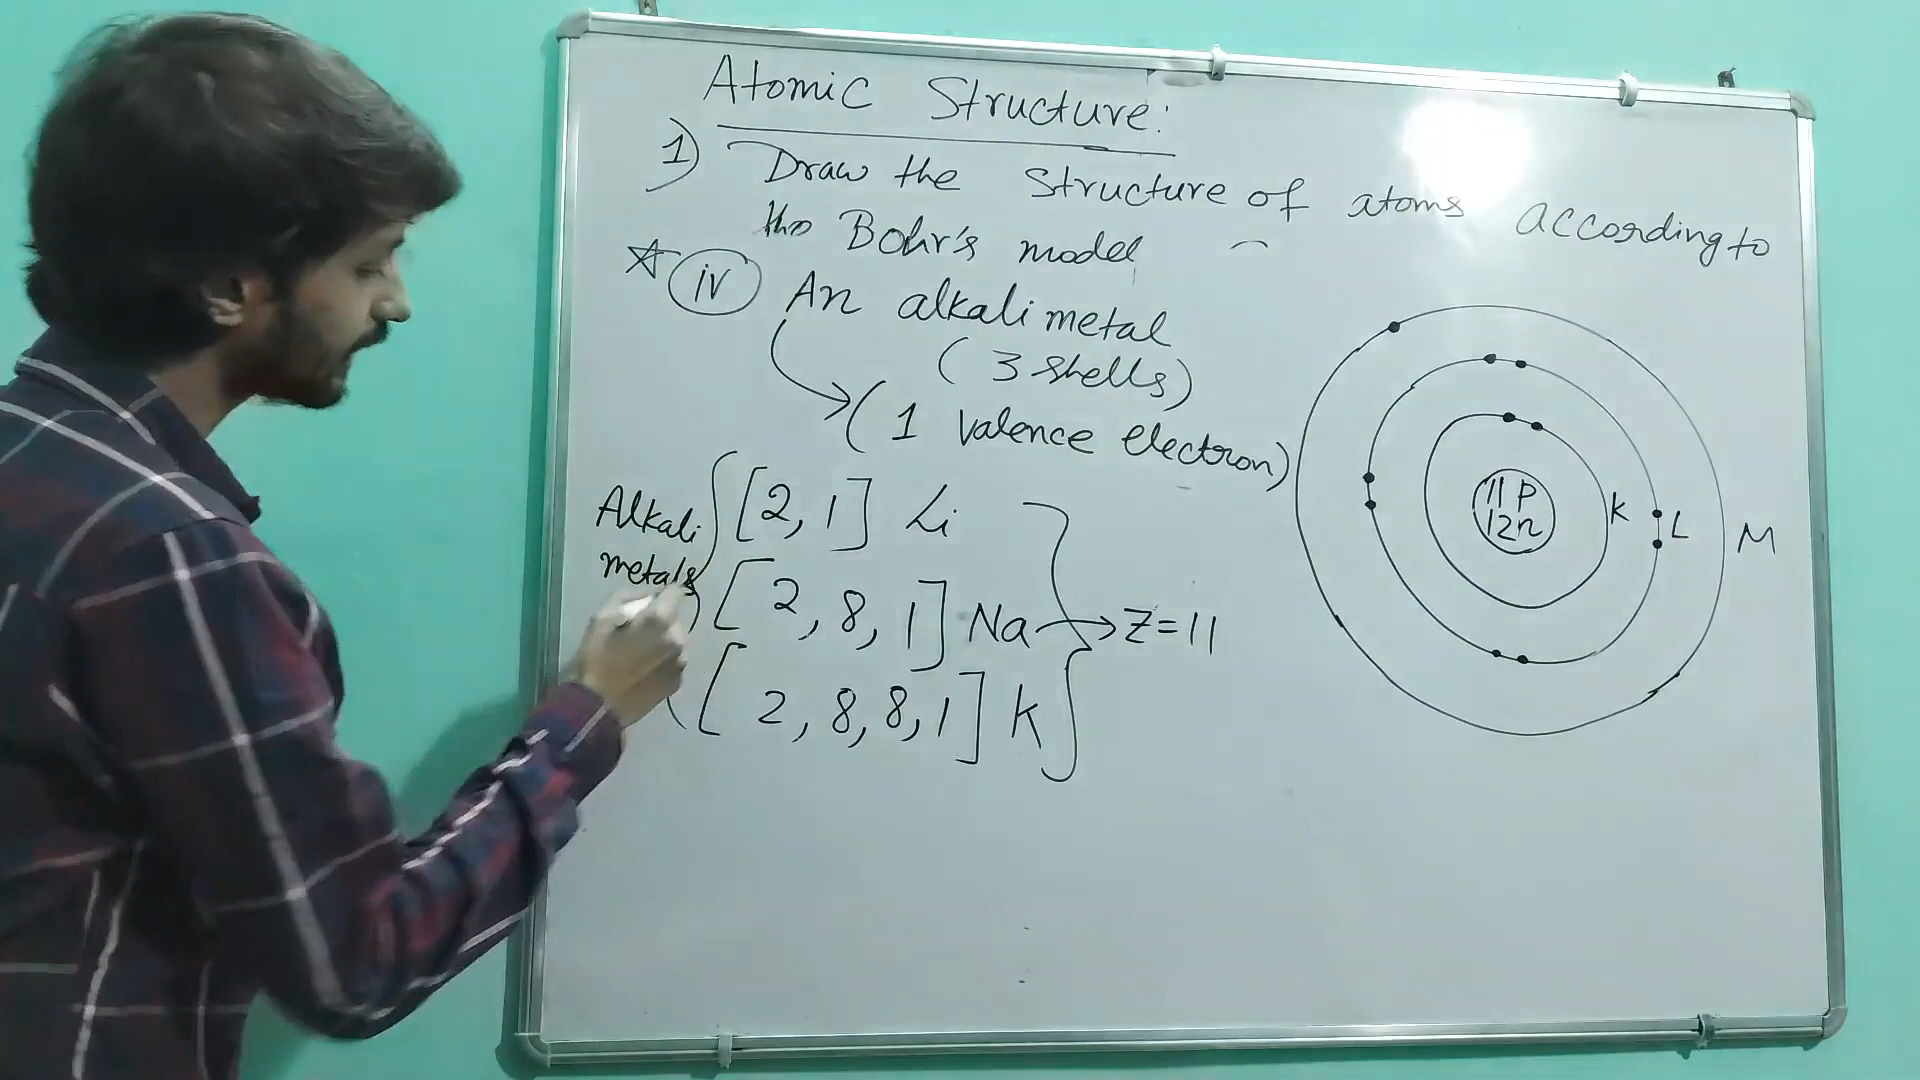 Atomic Structure:
1) Draw the Structure of atoms according to
the Bohr's model
iv An alkali metal
(3 shells)
(1 valence electron)
Alkali
metals
[2, 1] Li
[2, 8, 1] Na → Z=11
[2, 8, 8, 1] K
11 P
12n
K
L
M